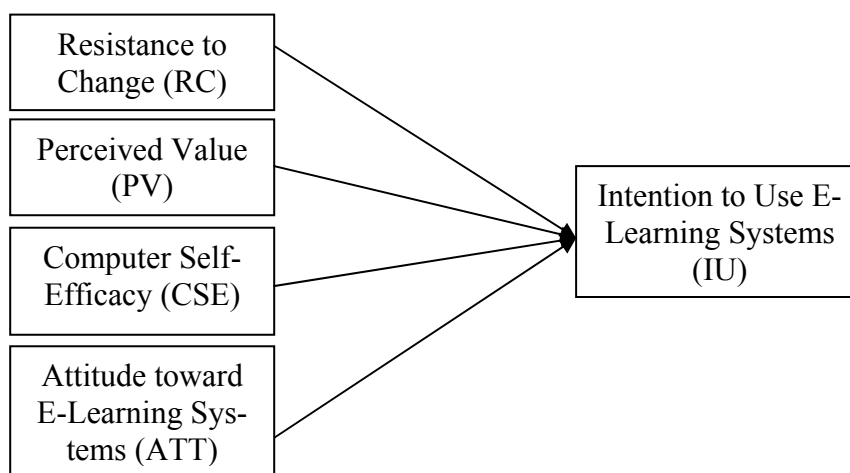 Resistance to
Change (RC)
Perceived Value
(PV)
Computer Self-
Efficacy (CSE)
Attitude toward
E-Learning Sys-
tems (ATT)
Intention to Use E-
Learning Systems
(IU)